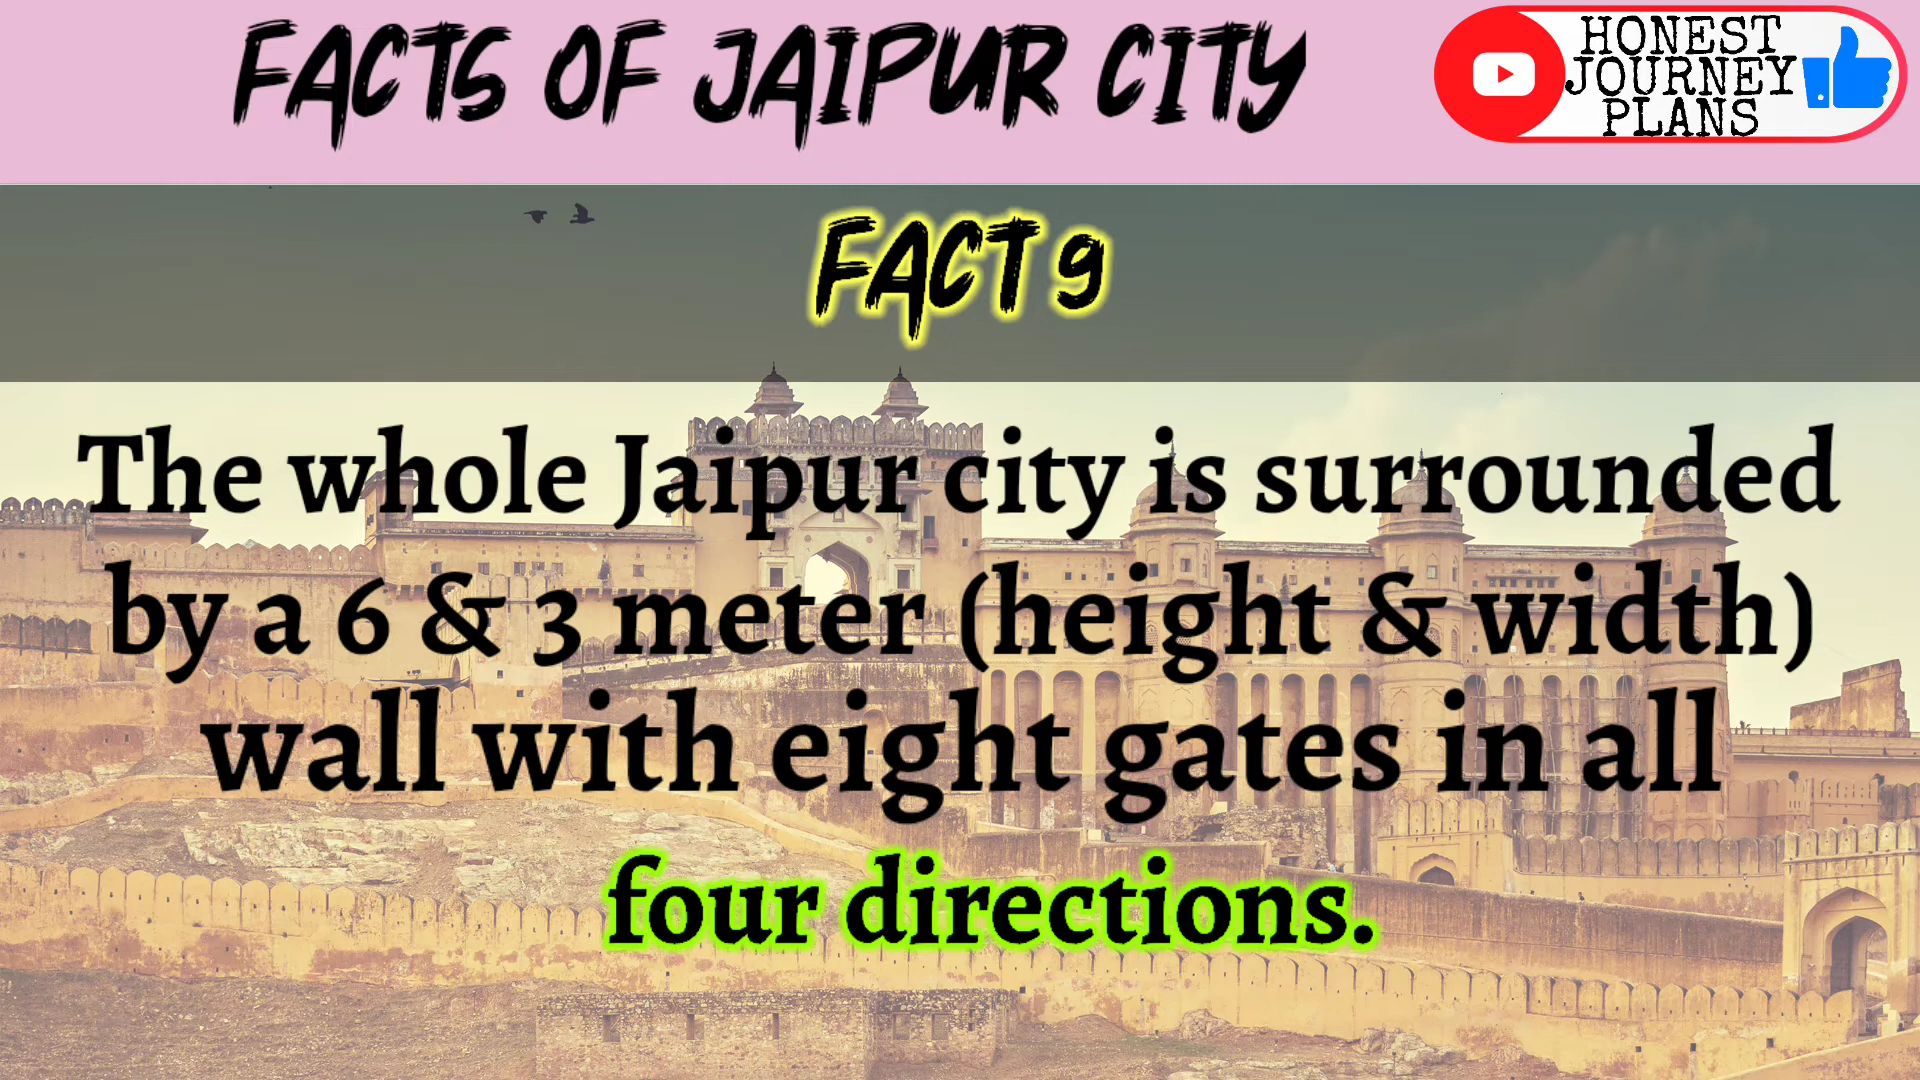 FACTS OF JAIPUR CITY
HONEST
JOURNEY
PLANS
FACT 9
The whole Jaipur city is surrounded
by a 6 & 3 meter (height & width)
wall with eight gates in all
four directions.